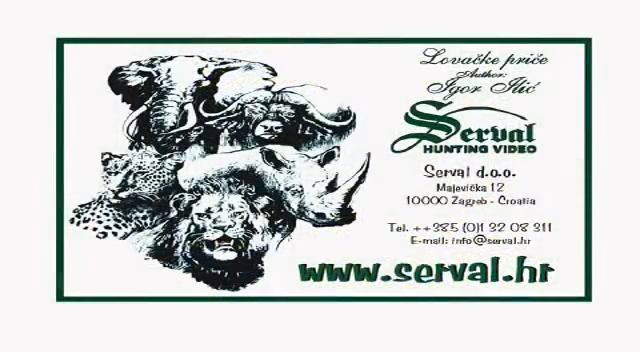 Lovačke priče
Author:
Igor Ilić
Serval
HUNTING VIDEO
Serval d.o.o.
Majevička 12
10000 Zagreb - Croatia
Tel. ++385 (0)1 32 08 311
E-mail: info@serval.hr
www.serval.hr